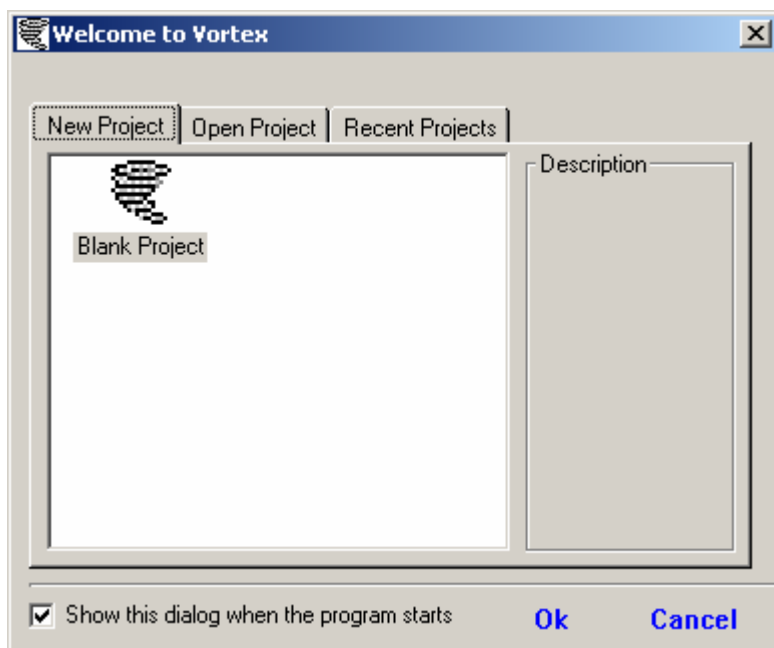 Welcome to Vortex
New Project Open Project Recent Projects
Description
Blank Project
Show this dialog when the program starts
Ok Cancel